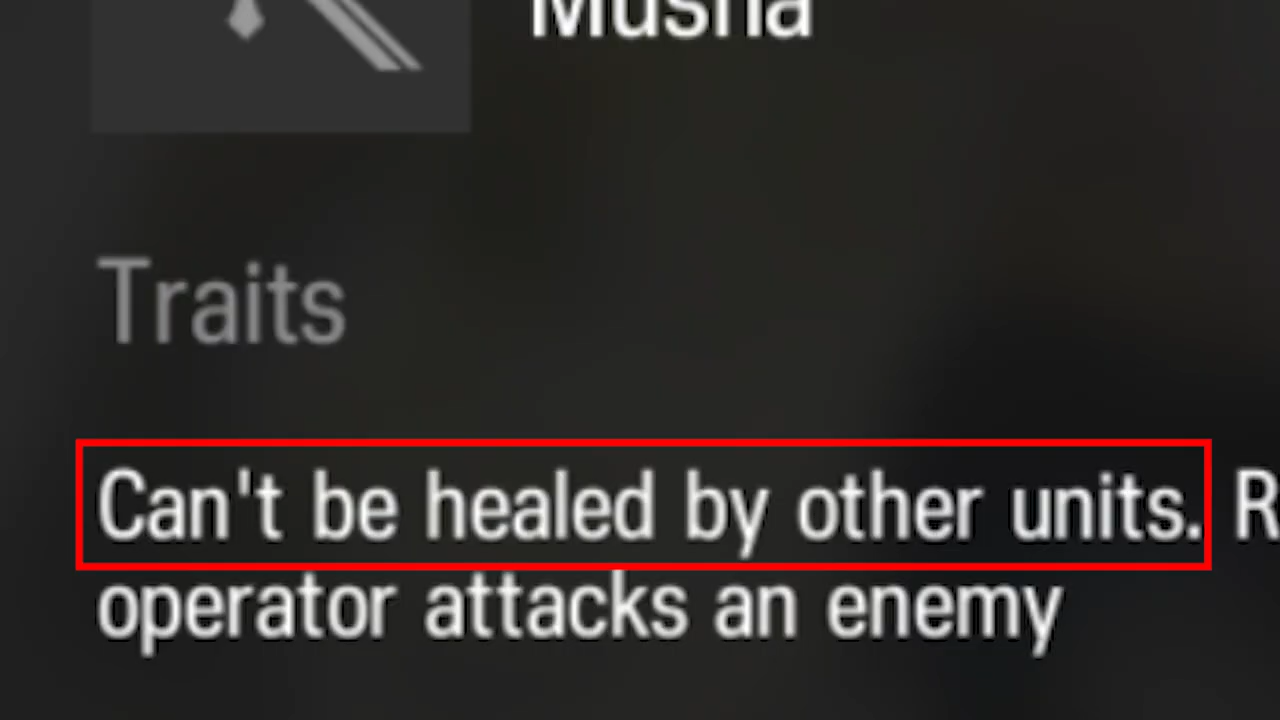 Musha
Traits
Can't be healed by other units. R
operator attacks an enemy